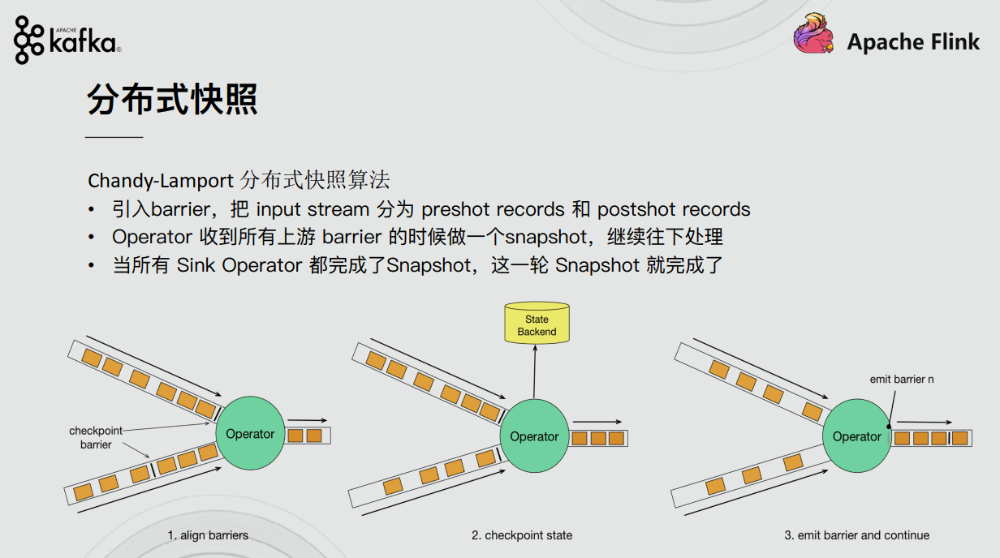 APACHE
kafka®
Apache Flink
分布式快照
Chandy-Lamport 分布式快照算法
• 引入barrier，把 input stream 分为 preshot records 和 postshot records
• Operator 收到所有上游 barrier 的时候做一个snapshot，继续往下处理
• 当所有 Sink Operator 都完成了Snapshot，这一轮 Snapshot 就完成了
checkpoint
barrier
Operator
1. align barriers
State
Backend
Operator
2. checkpoint state
emit barrier n
Operator
3. emit barrier and continue